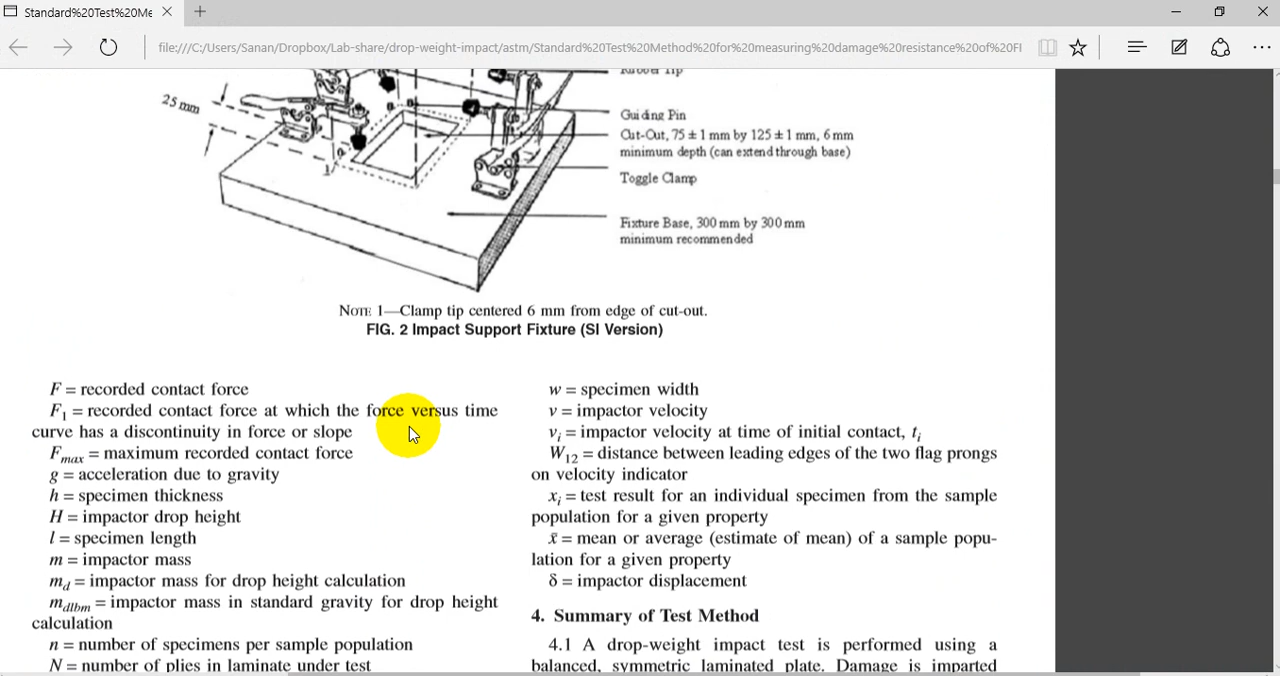 Standard%20Test%20Me
file:///C:/Users/Sanan/Dropbox/Lab-share/drop-weight-impact/astm/Standard%20Test%20Method%20for%20measuring%20damage%20resistance%20of%20FI
Rubber Tip
25 mm
Guiding Pin
Cut-Out, 75 ± 1 mm by 125 ± 1 mm, 6 mm
minimum depth (can extend through base)
Toggle Clamp
Fixture Base, 300 mm by 300 mm
minimum recommended
NOTE 1—Clamp tip centered 6 mm from edge of cut-out.
FIG. 2 Impact Support Fixture (SI Version)
F = recorded contact force
F1 = recorded contact force at which the force versus time
curve has a discontinuity in force or slope
Fmax = maximum recorded contact force
g = acceleration due to gravity
h = specimen thickness
H = impactor drop height
l = specimen length
m = impactor mass
md = impactor mass for drop height calculation
mdlbm = impactor mass in standard gravity for drop height
calculation
n = number of specimens per sample population
N = number of plies in laminate under test
w = specimen width
v = impactor velocity
vi = impactor velocity at time of initial contact, ti
W12 = distance between leading edges of the two flag prongs
on velocity indicator
xi = test result for an individual specimen from the sample
population for a given property
x̄ = mean or average (estimate of mean) of a sample popu-
lation for a given property
δ = impactor displacement
4. Summary of Test Method
4.1 A drop-weight impact test is performed using a
balanced, symmetric laminated plate. Damage is imparted